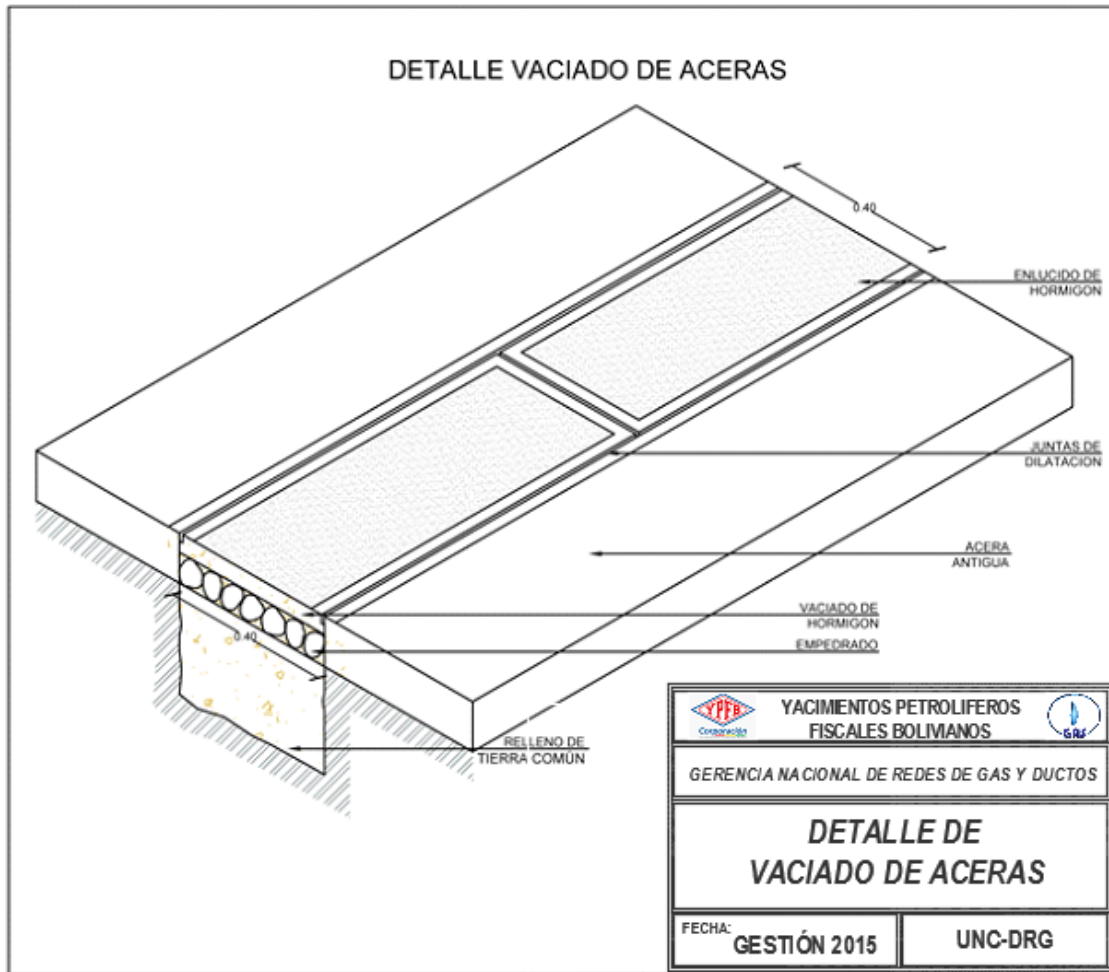 DETALLE VACIADO DE ACERAS
0.40
ENLUCIDO DE
HORMIGON
JUNTAS DE
DILATACION
ACERA
ANTIGUA
VACIADO DE
HORMIGON
EMPEDRADO
0.40
RELLENO DE
TIERRA COMÚN
YPFB
Corporación
YACIMIENTOS PETROLIFEROS
FISCALES BOLIVIANOS
GAS
GERENCIA NACIONAL DE REDES DE GAS Y DUCTOS
DETALLE DE
VACIADO DE ACERAS
FECHA:
GESTIÓN 2015
UNC-DRG